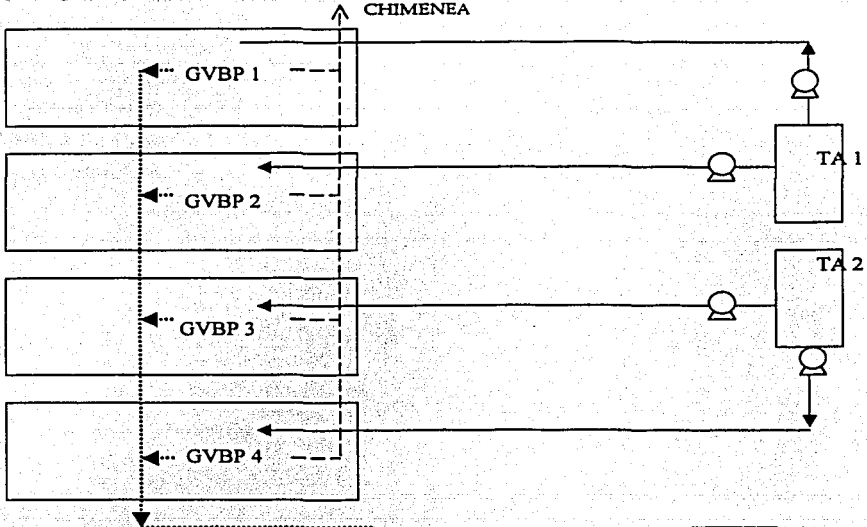 CHIMENEA
GVBP 1
TA 1
GVBP 2
TA 2
GVBP 3
GVBP 4